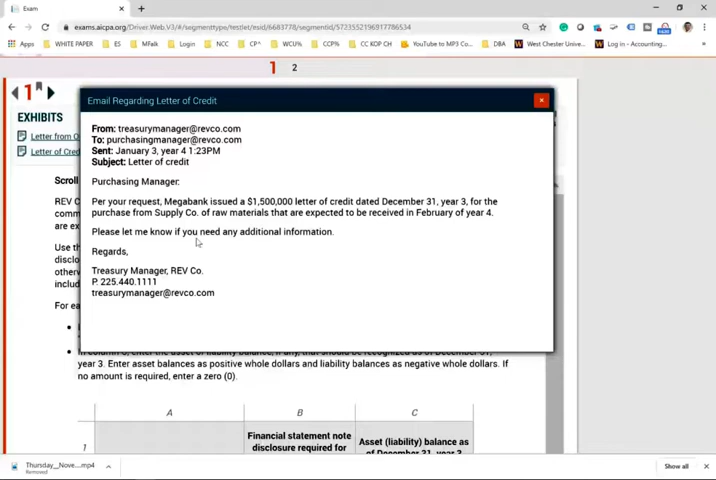 Exam
exams.aicpa.org/Driver.Web.V3/#/segmenttype/testlet/esid/6683778/segmentid/5723552196917786534
Apps WHITE PAPER ES MFalk Login NCC CP^ WCU% CCP% CC KOP CH YouTube to MP3 Co... DBA West Chester Unive... Log in - Accounting...
1 2
1
EXHIBITS
Letter from O
Letter of Cred
Email Regarding Letter of Credit
From: treasurymanager@revco.com
To: purchasingmanager@revco.com
Sent: January 3, year 4 1:23PM
Subject: Letter of credit
Purchasing Manager:
Per your request, Megabank issued a $1,500,000 letter of credit dated December 31, year 3, for the
purchase from Supply Co. of raw materials that are expected to be received in February of year 4.
Please let me know if you need any additional information.
Regards,
Treasury Manager, REV Co.
P. 225.440.1111
treasurymanager@revco.com
Scroll
REV C
comm
are ex
Use th
disclo
otherw
includ
For ea
in column C, enter the asset or liability balance, if any, that should be recognized as of December 31,
year 3. Enter asset balances as positive whole dollars and liability balances as negative whole dollars. If
no amount is required, enter a zero (0).
A B C
1
Financial statement note
disclosure required for
Asset (liability) balance as
of December 31, year 3
Thursday__Nove....mp4
Removed
Show all